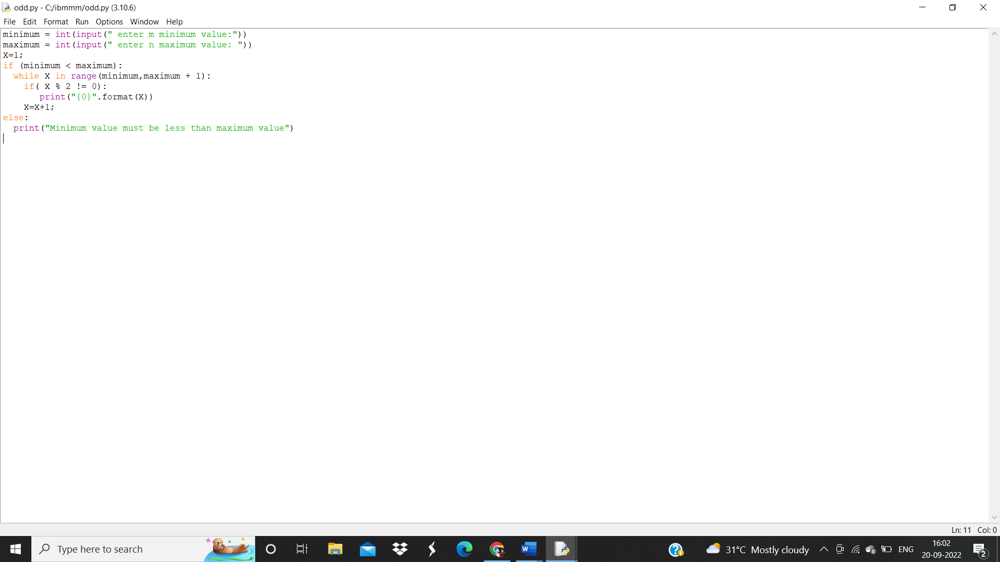 odd.py - C:/ibmmm/odd.py (3.10.6)
File Edit Format Run Options Window Help
minimum = int(input(" enter m minimum value:"))
maximum = int(input(" enter n maximum value: "))
X=1;
if (minimum < maximum):
  while X in range(minimum,maximum + 1):
    if( X % 2 != 0):
       print("{0}".format(X))
    X=X+1;
else:
  print("Minimum value must be less than maximum value")
Ln: 11 Col: 0
Type here to search
W
31°C Mostly cloudy
ENG
16:02
20-09-2022
2